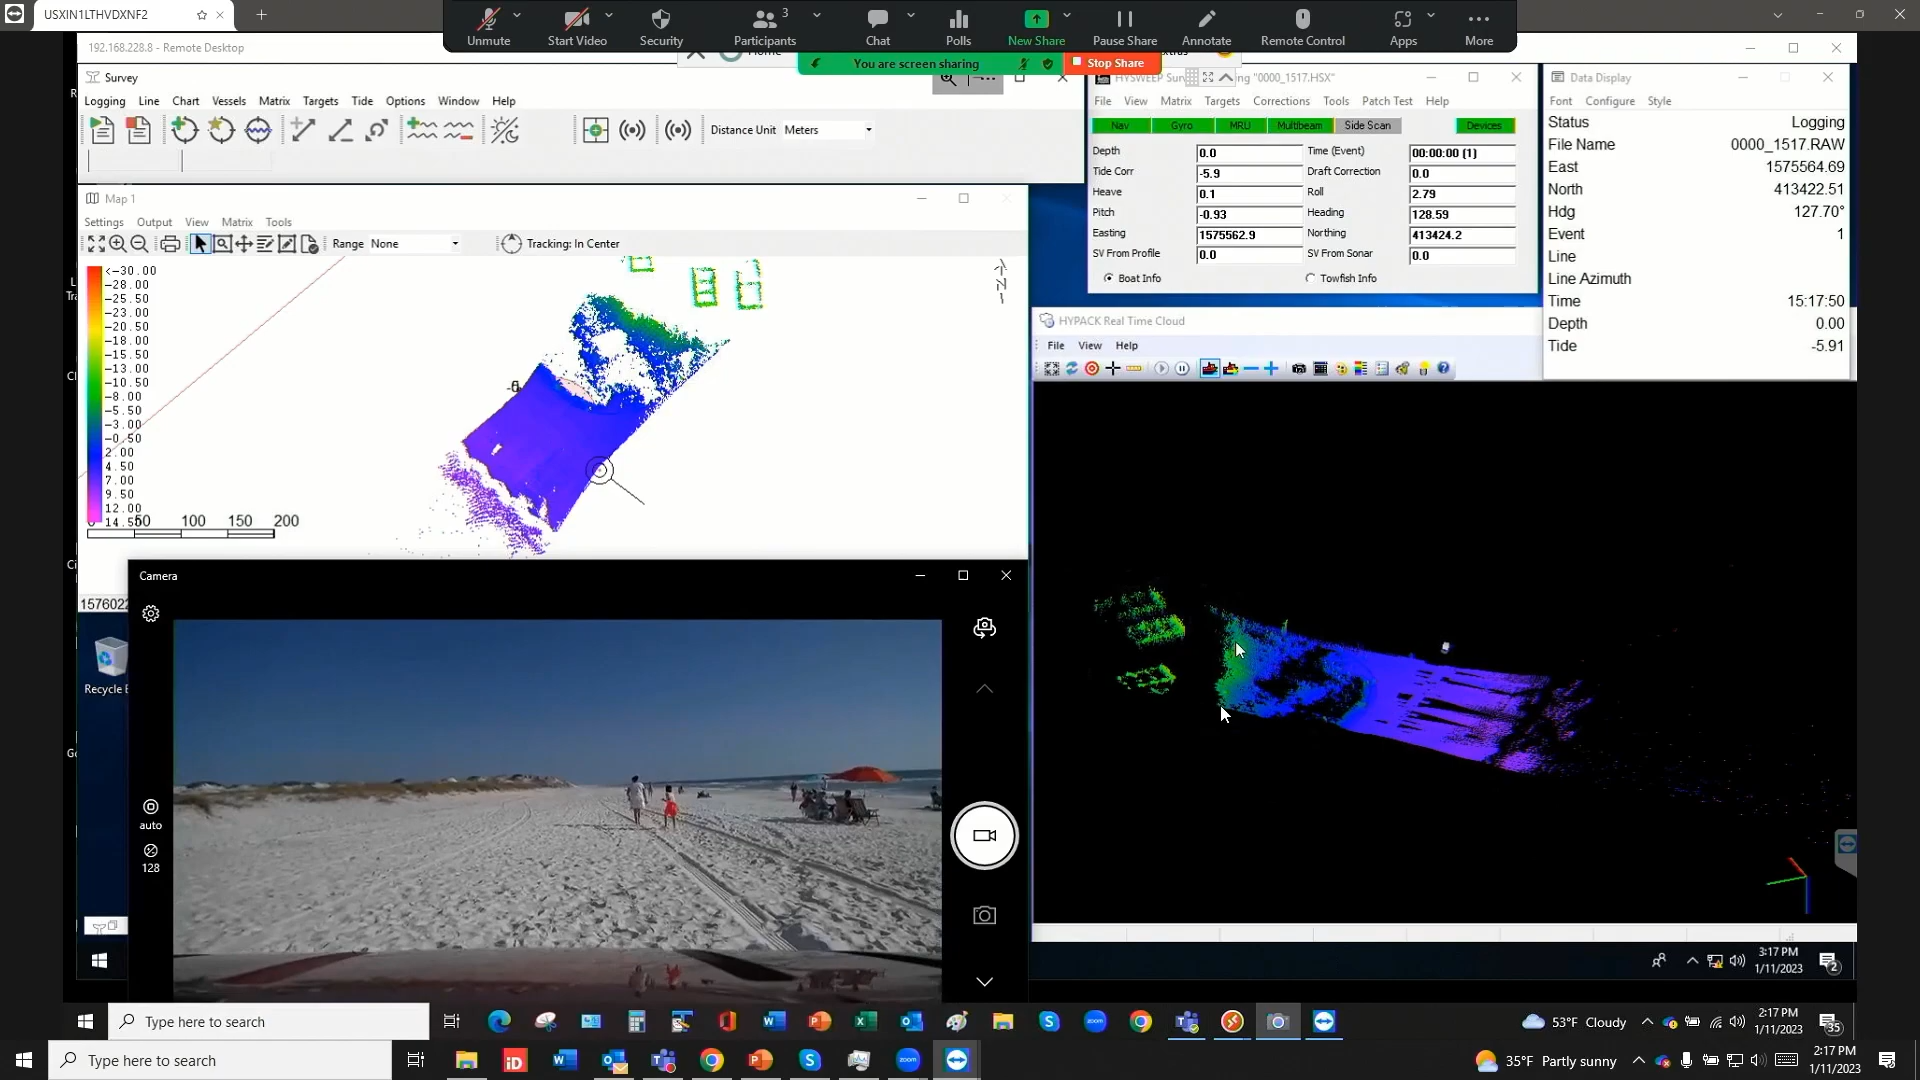 USXIN1LTHVDXNF2
Unmute
Start Video
Security
3
Participants
Chat
Polls
New Share
Pause Share
Annotate
Remote Control
Apps
More
You are screen sharing
Stop Share
192.168.228.8 - Remote Desktop
Survey
Logging Line Chart Vessels Matrix Targets Tide Options Window Help
Distance Unit Meters
Map 1
Settings Output View Matrix Tools
Range None
Tracking: In Center
<-30.00
-28.00
-25.50
-23.00
-20.50
-18.00
-15.50
-13.00
-10.50
-8.00
-5.50
-3.00
-0.50
2.00
4.50
7.00
9.50
12.00
14.50
50 100 150 200
N
Camera
auto
128
Recycle
"0000_1517.HSX"
File View Matrix Targets Corrections Tools Patch Test Help
Nav Gyro MRU Multibeam Side Scan Devices
Depth 0.0 Time (Event) 00:00:00 (1)
Tide Corr -5.9 Draft Correction 0.0
Heave 0.1 Roll 2.79
Pitch -0.93 Heading 128.59
Easting 1575562.9 Northing 413424.2
SV From Profile 0.0 SV From Sonar 0.0
Boat Info Towfish Info
Data Display
Font Configure Style
Status Logging
File Name 0000_1517.RAW
East 1575564.69
North 413422.51
Hdg 127.70°
Event 1
Line
Line Azimuth
Time 15:17:50
Depth 0.00
Tide -5.91
HYPACK Real Time Cloud
File View Help
3:17 PM
1/11/2023
2
Type here to search
53°F Cloudy
2:17 PM
1/11/2023
35
Type here to search
35°F Partly sunny
2:17 PM
1/11/2023